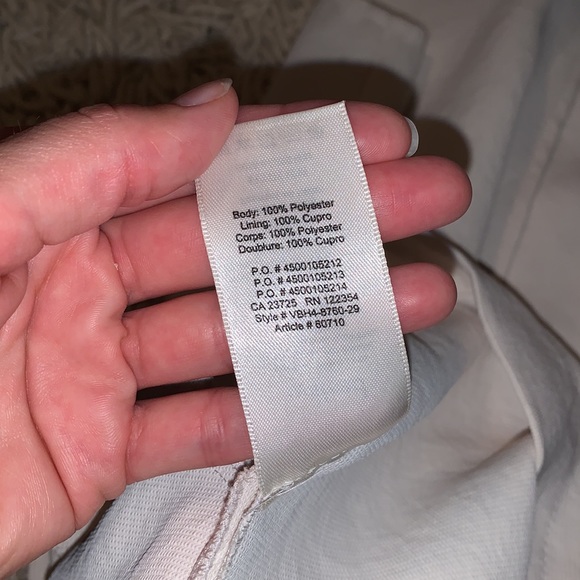 Body: 100% Polyester
Lining: 100% Cupro
Corps: 100% Polyester
Doublure: 100% Cupro
P.O. # 4500105212
P.O. # 4500105213
P.O. # 4500105214
CA 23725 RN 122354
Style # VBH4-8760-29
Article # 80710